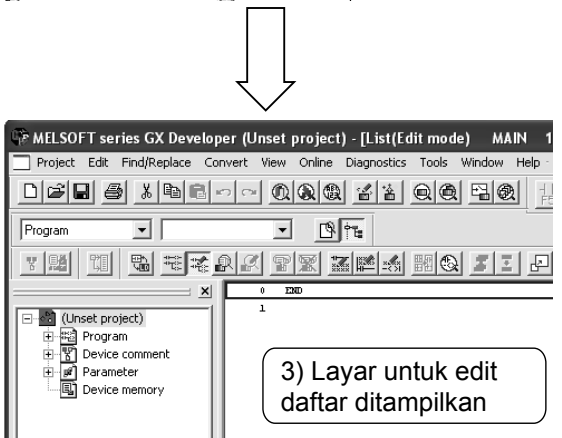 MELSOFT series GX Developer (Unset project) - [List(Edit mode) MAIN 1
Project Edit Find/Replace Convert View Online Diagnostics Tools Window Help
Program
0 END
1
(Unset project)
Program
Device comment
Parameter
Device memory
3) Layar untuk edit
daftar ditampilkan